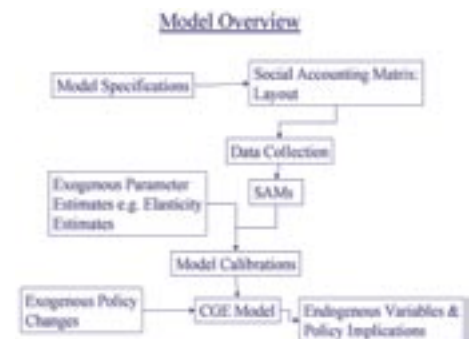 Model Overview
Model Specifications
Social Accounting Matrix
Layout
Data Collection
SAMs
Exogenous Parameter
Estimates e.g. Elasticity
Estimates
Model Calibrations
Exogenous Policy
Changes
CGE Model
Endogenous Variables &
Policy Implications